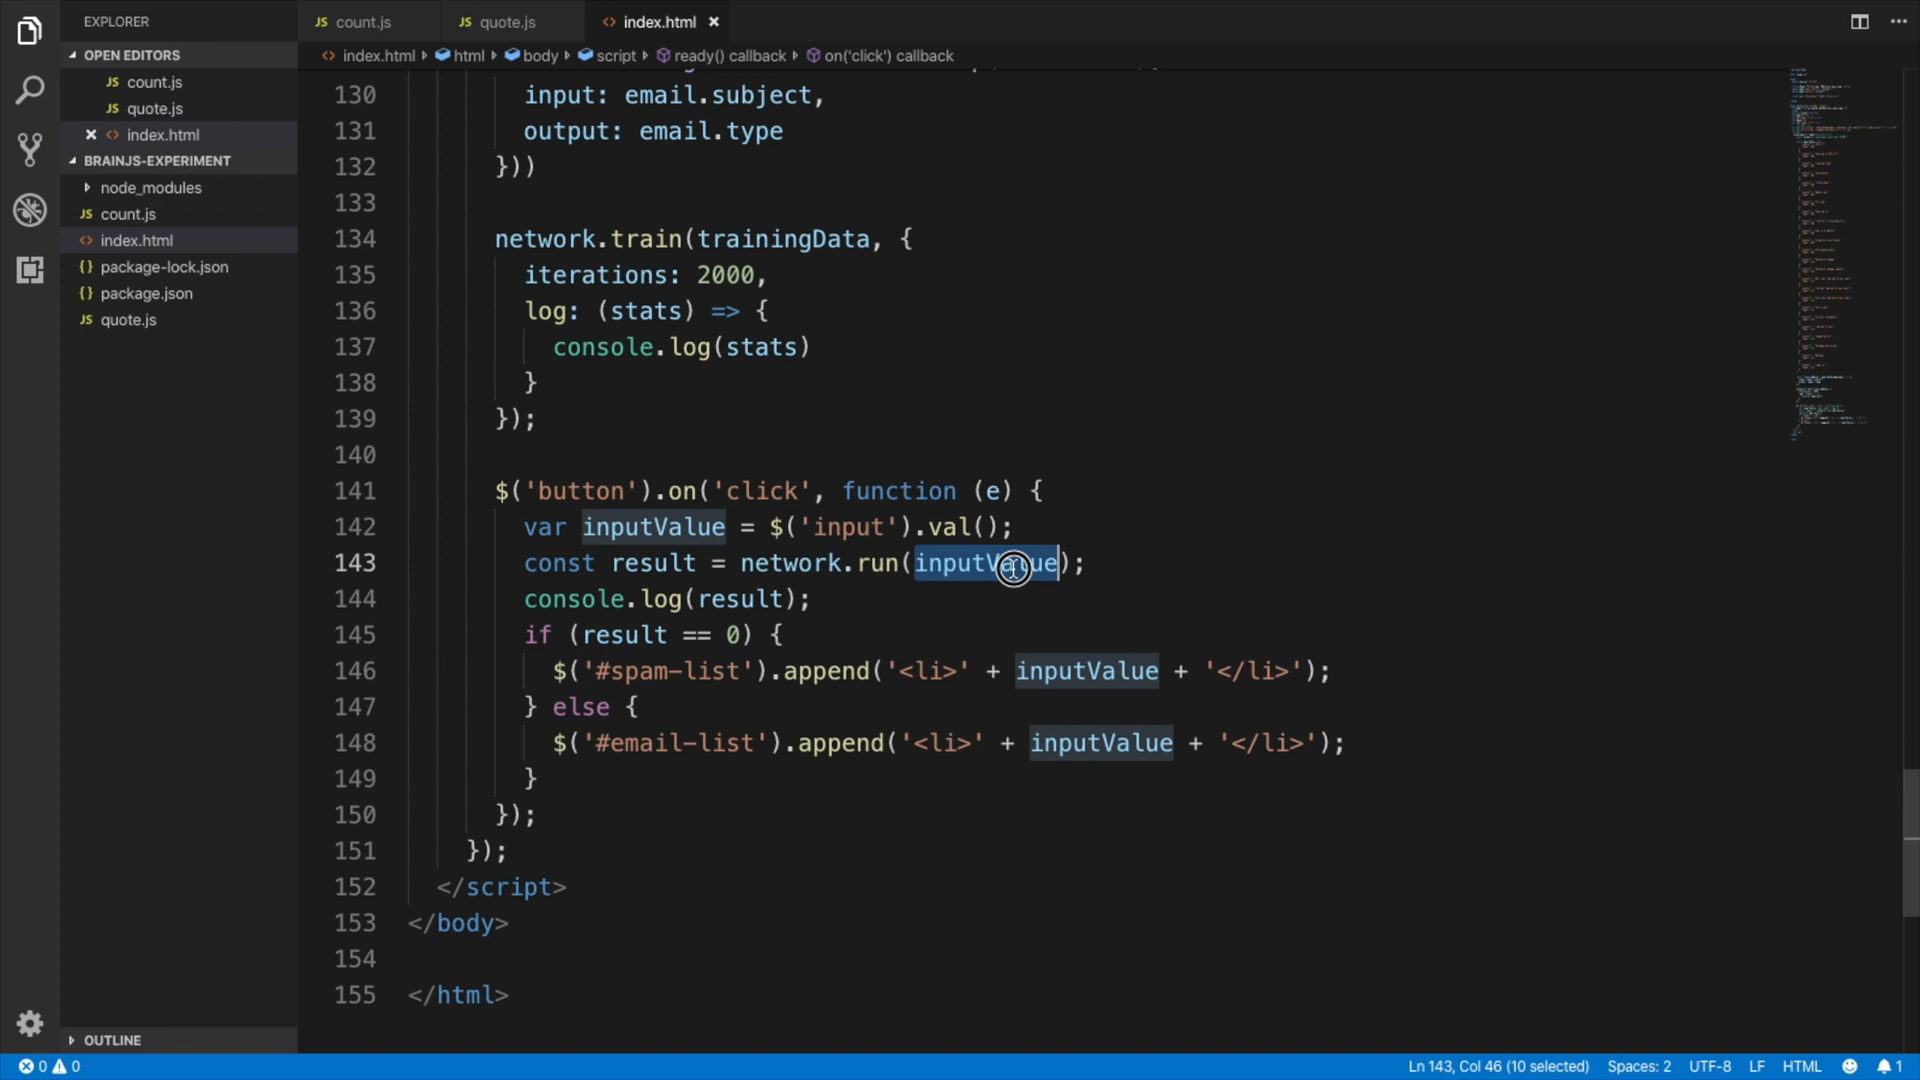 EXPLORER
OPEN EDITORS
JS count.js
JS quote.js
<> index.html
BRAINJS-EXPERIMENT
node_modules
JS count.js
<> index.html
{} package-lock.json
{} package.json
JS quote.js
OUTLINE
JS count.js
JS quote.js
<> index.html
<> index.html html body script ready() callback on('click') callback
130 input: email.subject,
131 output: email.type
132 }))
133
134 network.train(trainingData, {
135 iterations: 2000,
136 log: (stats) => {
137 console.log(stats)
138 }
139 });
140
141 $('button').on('click', function (e) {
142 var inputValue = $('input').val();
143 const result = network.run(inputValue);
144 console.log(result);
145 if (result == 0) {
146 $('#spam-list').append('<li>' + inputValue + '</li>');
147 } else {
148 $('#email-list').append('<li>' + inputValue + '</li>');
149 }
150 });
151 });
152 </script>
153 </body>
154
155 </html>
0 0 Ln 143, Col 46 (10 selected) Spaces: 2 UTF-8 LF HTML 1